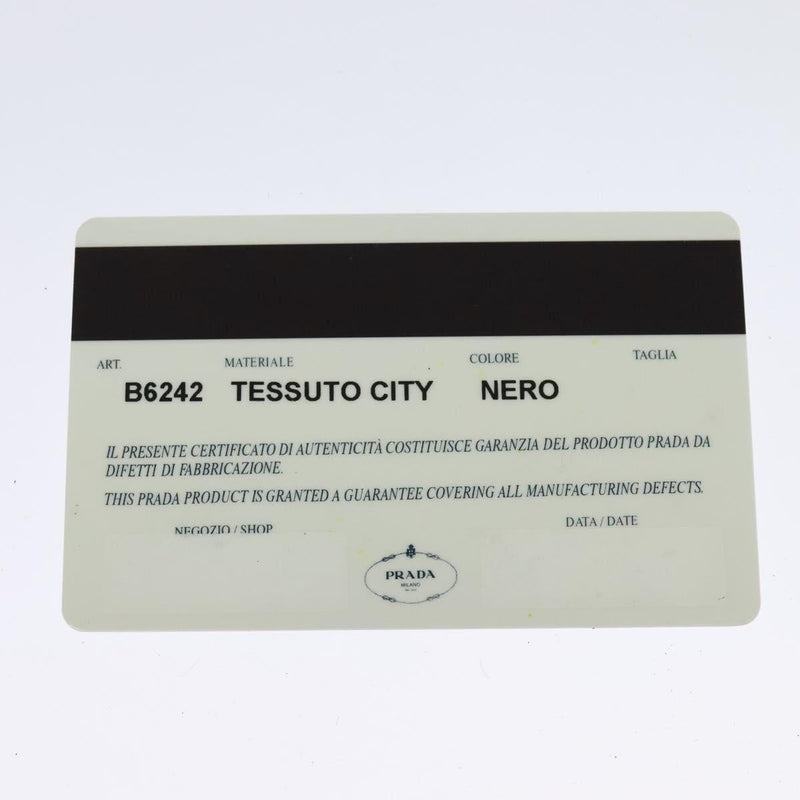 ART. MATERIALE COLORE TAGLIA
B6242 TESSUTO CITY NERO
IL PRESENTE CERTIFICATO DI AUTENTICITÀ COSTITUISCE GARANZIA DEL PRODOTTO PRADA DA
DIFETTI DI FABBRICAZIONE.
THIS PRADA PRODUCT IS GRANTED A GUARANTEE COVERING ALL MANUFACTURING DEFECTS.
NEGOZIO / SHOP DATA / DATE
PRADA
MILANO